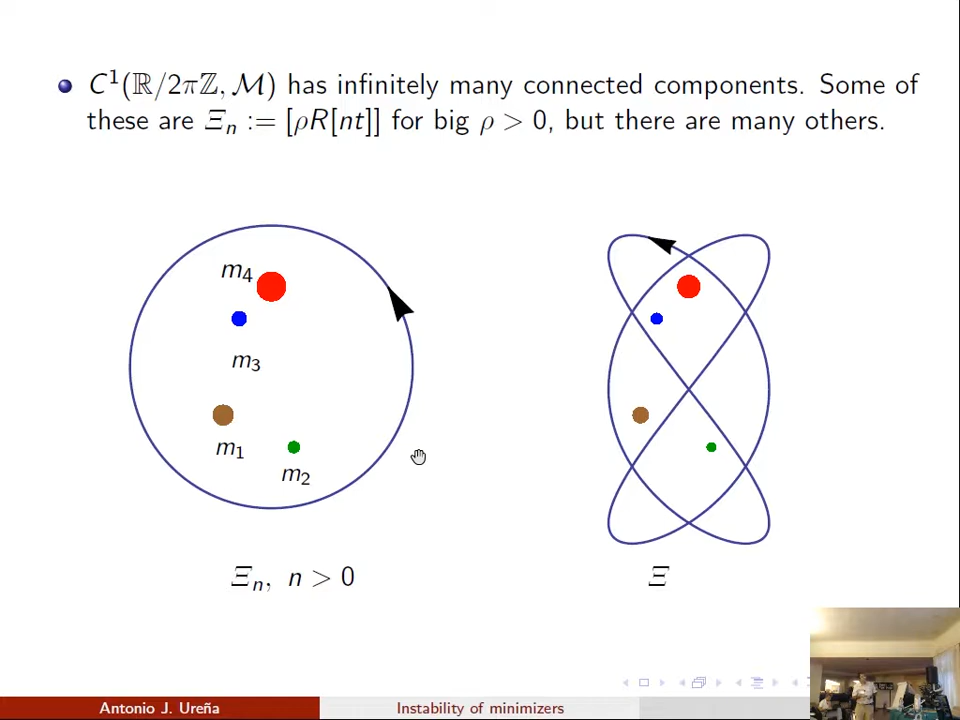 C¹(ℝ/2πℤ, ℳ) has infinitely many connected components. Some of
these are Ξₙ := [ρR[nt]] for big ρ > 0, but there are many others.
m₄
m₃
m₁
m₂
Ξₙ, n > 0
Ξ
Antonio J. Ureña
Instability of minimizers